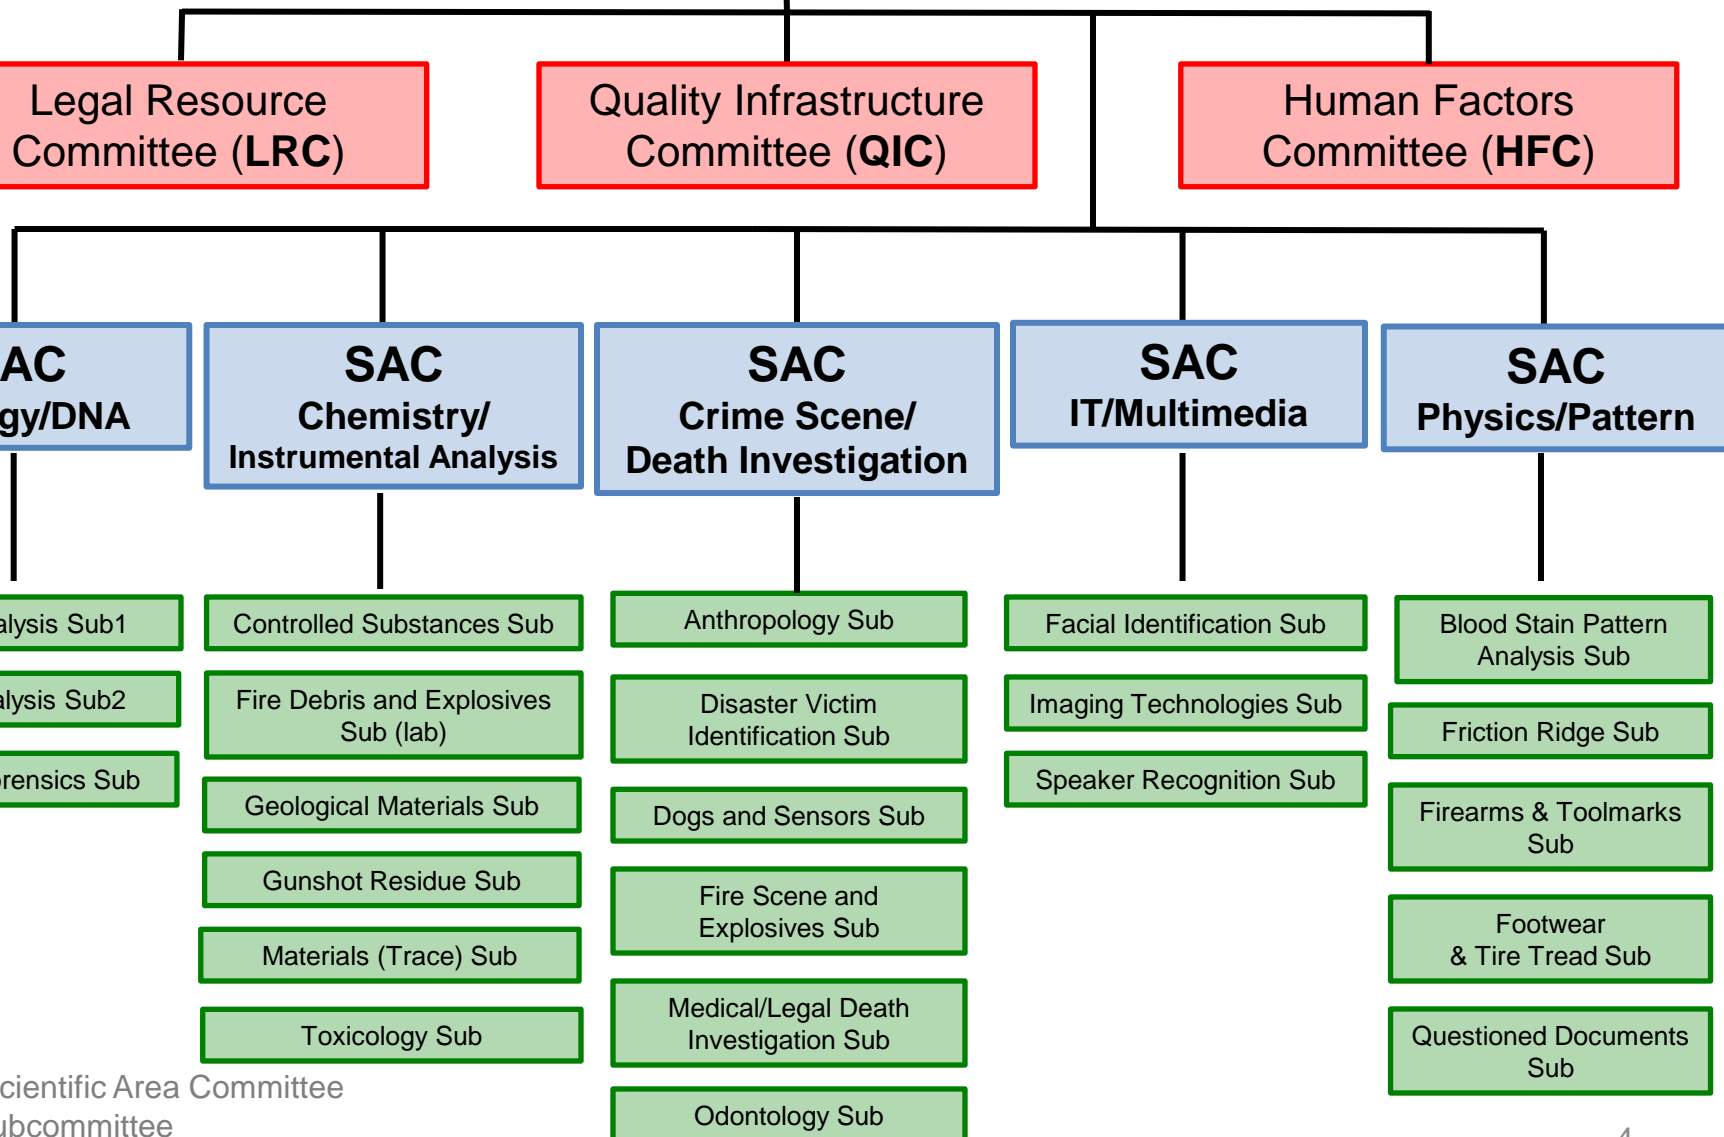 Legal Resource
Committee (LRC)
Quality Infrastructure
Committee (QIC)
Human Factors
Committee (HFC)
AC
gy/DNA
SAC
Chemistry/
Instrumental Analysis
SAC
Crime Scene/
Death Investigation
SAC
IT/Multimedia
SAC
Physics/Pattern
alysis Sub1
alysis Sub2
rensics Sub
Controlled Substances Sub
Fire Debris and Explosives
Sub (lab)
Geological Materials Sub
Gunshot Residue Sub
Materials (Trace) Sub
Toxicology Sub
Anthropology Sub
Disaster Victim
Identification Sub
Dogs and Sensors Sub
Fire Scene and
Explosives Sub
Medical/Legal Death
Investigation Sub
Odontology Sub
Facial Identification Sub
Imaging Technologies Sub
Speaker Recognition Sub
Blood Stain Pattern
Analysis Sub
Friction Ridge Sub
Firearms & Toolmarks
Sub
Footwear
& Tire Tread Sub
Questioned Documents
Sub
cientific Area Committee
ubcommittee